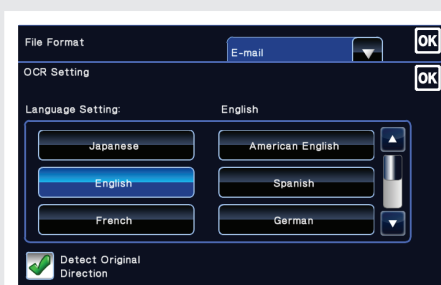 File Format
E-mail
OK
OCR Setting
OK
Language Setting:
English
Japanese
American English
English
Spanish
French
German
Detect Original
Direction